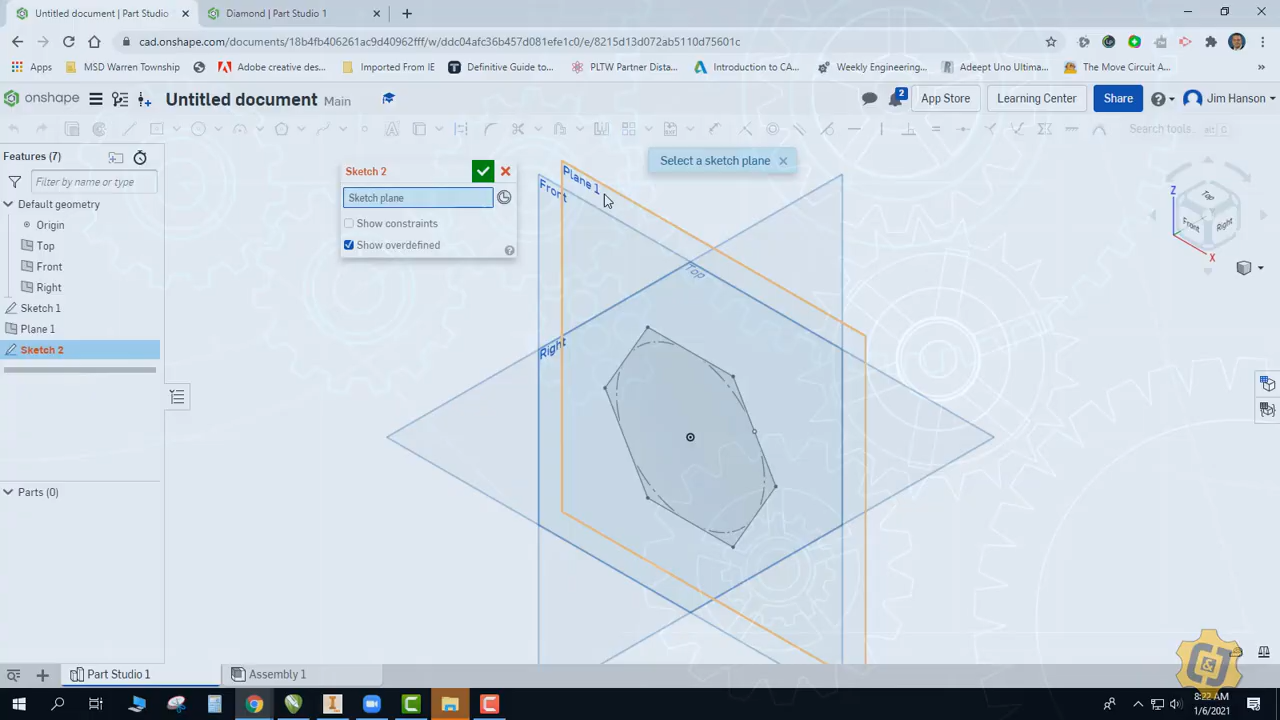 Untitled document | Part Studio 1
Diamond | Part Studio 1
cad.onshape.com/documents/18b4fb406261ac9d40962cff/w/ddc04afc36b457d081efe1c0/e/8215d13d072ab5110d75601c
Apps
MSD Warren Township
Adobe creative des...
Imported From IE
Definitive Guide to...
PLTW Partner Dista...
Introduction to CA...
Weekly Engineering...
Adeept Uno Ultima...
The Move Circuit A...
»
onshape
Untitled document Main
2
App Store
Learning Center
Share
Jim Hanson
Search tools...
Features (7)
Filter by name or type
Default geometry
Origin
Top
Front
Right
Sketch 1
Plane 1
Sketch 2
Parts (0)
Sketch 2
Sketch plane
Show constraints
Show overdefined
Select a sketch plane
Plane 1
Front
Top
Right
Z
Front
Right
X
Part Studio 1
Assembly 1
&J
8:22 AM
1/6/2021